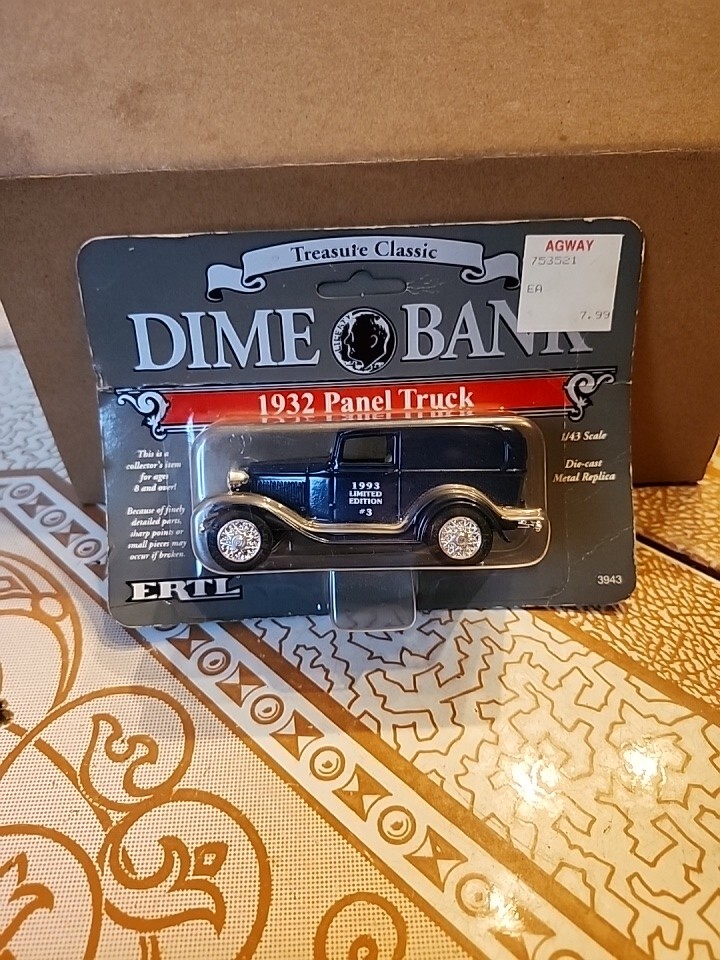 Treasure Classic
AGWAY
753521
EA
7.99
DIME BANK
LIBERTY
1932 Panel Truck
1/43 Scale
Die-cast
Metal Replica
This is a
collector's item
for ages
8 and over!
Because of finely
detailed parts,
sharp points or
small pieces may
occur if broken.
1993
LIMITED
EDITION
#3
ERTL
3943